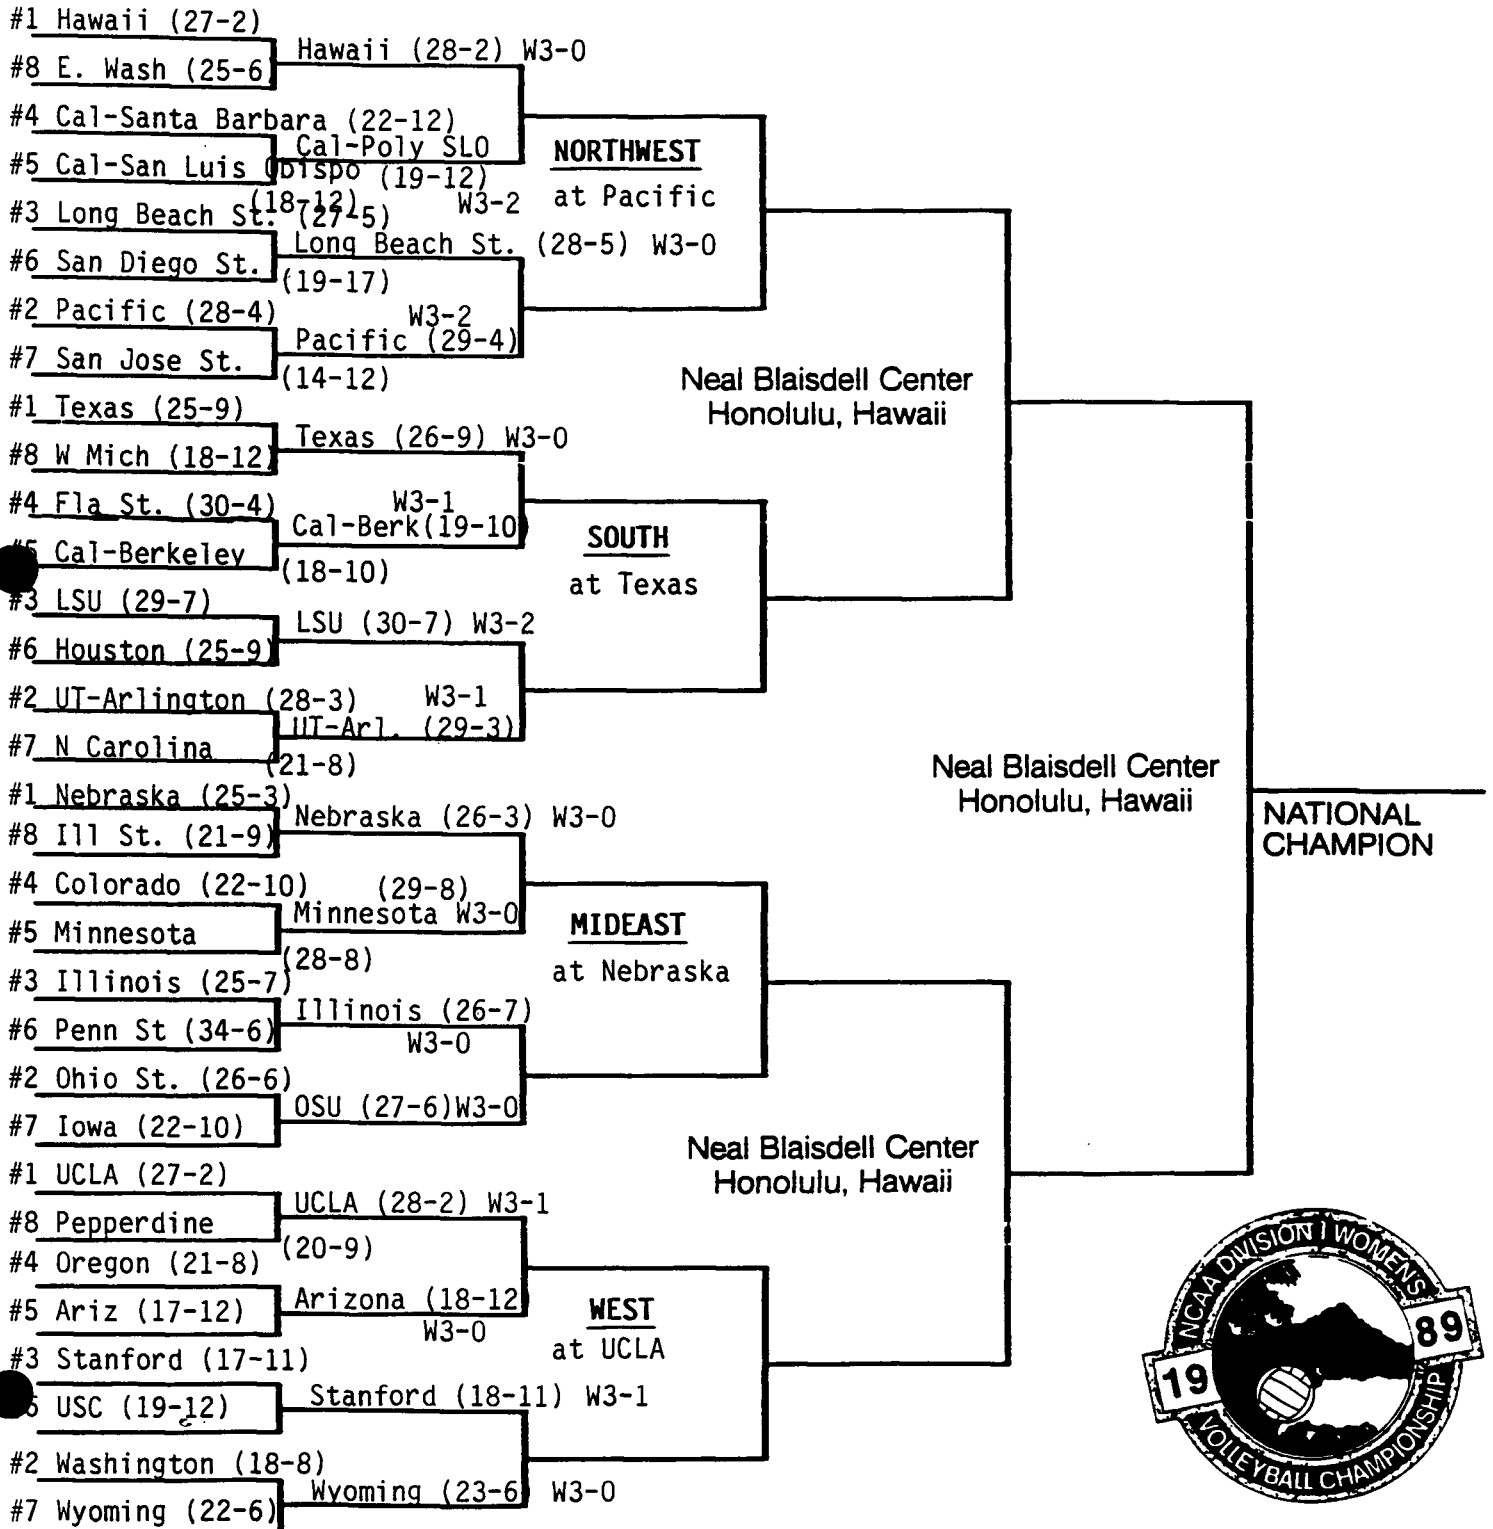 #1 Hawaii (27-2)
Hawaii (28-2) W3-0
#8 E. Wash (25-6
#4 Cal-Santa Barbara (22-12)
Cal-Poly SLO
#5 Cal-San Luis Obispo (19-12)
(18-12) W3-2
NORTHWEST
at Pacific
#3 Long Beach St. (27-5)
Long Beach St. (28-5) W3-0
#6 San Diego St.
(19-17)
#2 Pacific (28-4)
W3-2
Pacific (29-4)
#7 San Jose St.
(14-12)
Neal Blaisdell Center
Honolulu, Hawaii
#1 Texas (25-9)
Texas (26-9) W3-0
#8 W Mich (18-12)
#4 Fla St. (30-4)
W3-1
Cal-Berk(19-10)
#5 Cal-Berkeley
(18-10)
SOUTH
at Texas
#3 LSU (29-7)
LSU (30-7) W3-2
#6 Houston (25-9)
#2 UT-Arlington (28-3)
W3-1
UT-Arl. (29-3)
#7 N Carolina
(21-8)
Neal Blaisdell Center
Honolulu, Hawaii
NATIONAL
CHAMPION
#1 Nebraska (25-3)
Nebraska (26-3) W3-0
#8 Ill St. (21-9)
#4 Colorado (22-10)
(29-8)
Minnesota W3-0
#5 Minnesota
(28-8)
MIDEAST
at Nebraska
#3 Illinois (25-7)
Illinois (26-7)
W3-0
#6 Penn St (34-6)
#2 Ohio St. (26-6)
OSU (27-6)W3-0
#7 Iowa (22-10)
Neal Blaisdell Center
Honolulu, Hawaii
#1 UCLA (27-2)
UCLA (28-2) W3-1
#8 Pepperdine
(20-9)
#4 Oregon (21-8)
Arizona (18-12
W3-0
#5 Ariz (17-12)
WEST
at UCLA
#3 Stanford (17-11)
Stanford (18-11) W3-1
6 USC (19-12)
#2 Washington (18-8)
Wyoming (23-6 W3-0
#7 Wyoming (22-6)
NCAA DIVISION I WOMEN'S
19 89
VOLLEYBALL CHAMPIONSHIP